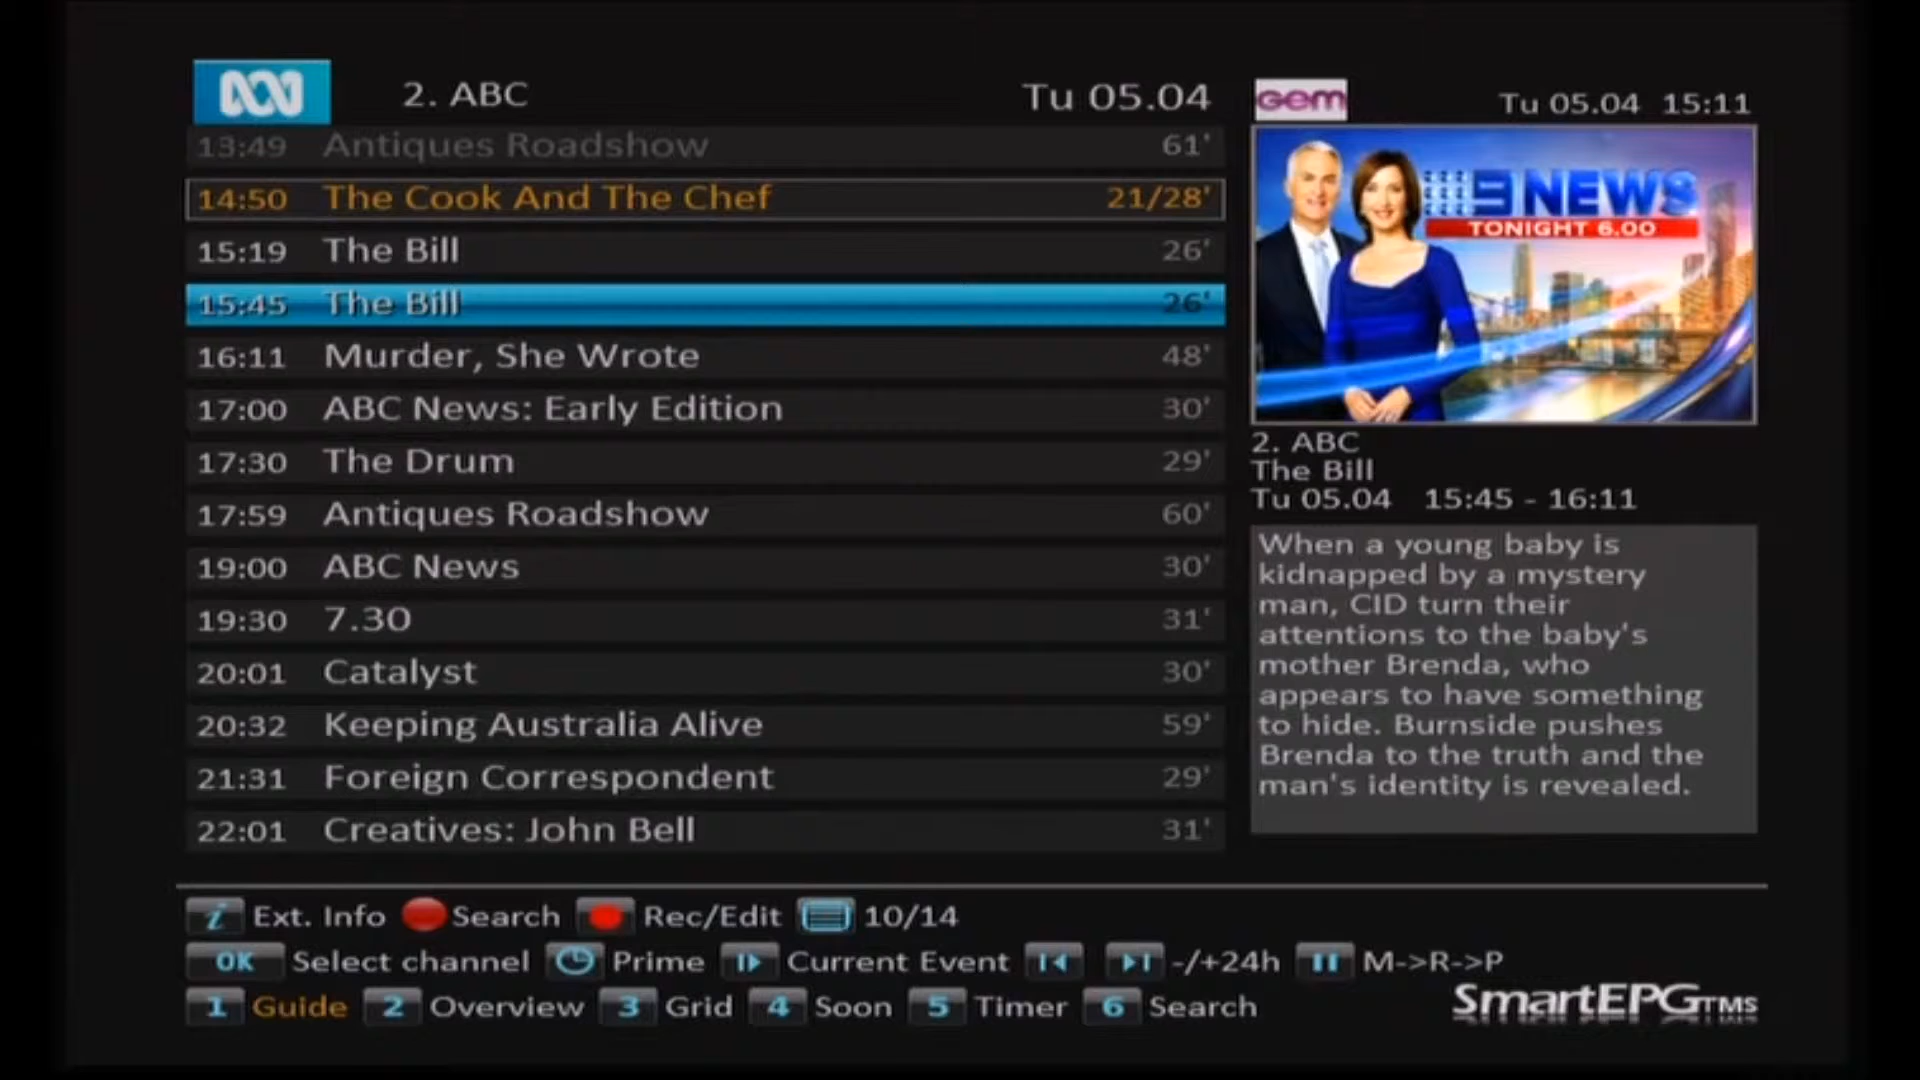 2. ABC
Tu 05.04
13:49 Antiques Roadshow 61'
14:50 The Cook And The Chef 21/28'
15:19 The Bill 26'
15:45 The Bill 26'
16:11 Murder, She Wrote 48'
17:00 ABC News: Early Edition 30'
17:30 The Drum 29'
17:59 Antiques Roadshow 60'
19:00 ABC News 30'
19:30 7.30 31'
20:01 Catalyst 30'
20:32 Keeping Australia Alive 59'
21:31 Foreign Correspondent 29'
22:01 Creatives: John Bell 31'
Gem
Tu 05.04 15:11
9 NEWS
TONIGHT 6.00
2. ABC
The Bill
Tu 05.04 15:45 - 16:11
When a young baby is
kidnapped by a mystery
man, CID turn their
attentions to the baby's
mother Brenda, who
appears to have something
to hide. Burnside pushes
Brenda to the truth and the
man's identity is revealed.
i Ext. Info Search Rec/Edit 10/14
OK Select channel Prime Current Event -/+24h M->R->P
1 Guide 2 Overview 3 Grid 4 Soon 5 Timer 6 Search
SmartEPG TMS